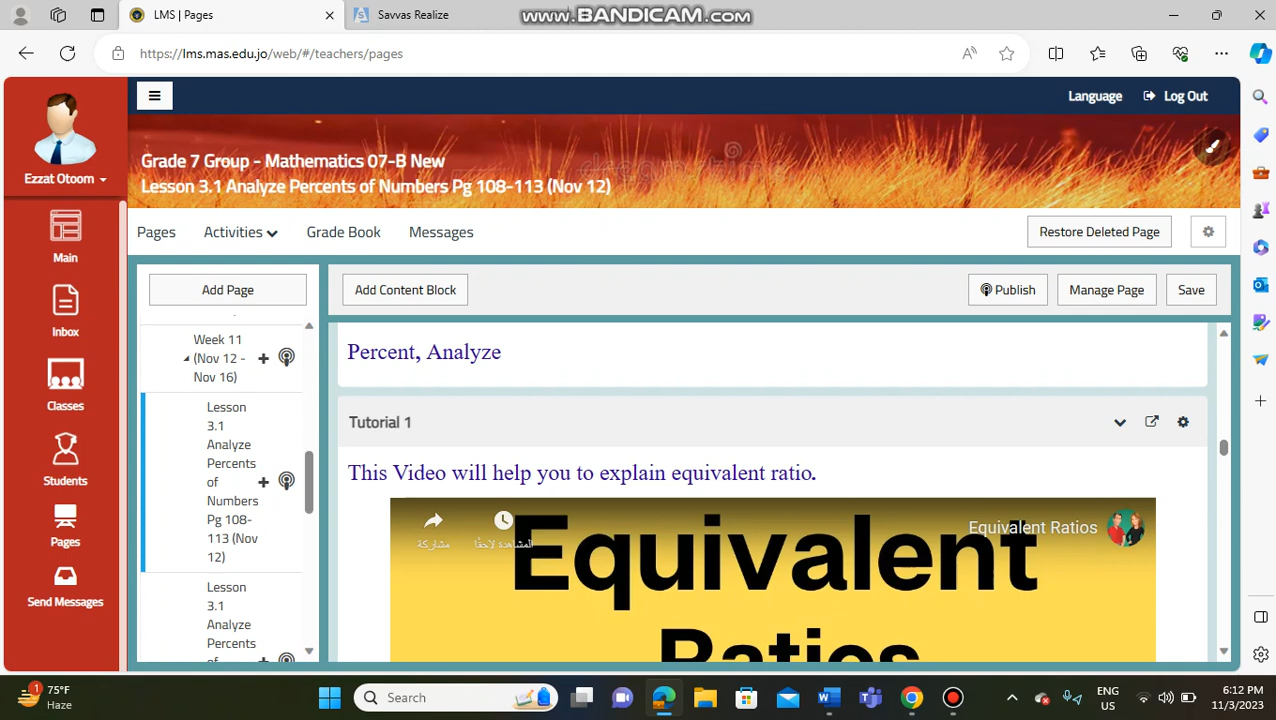 LMS | Pages
Savvas Realize
www.BANDICAM.com
https://lms.mas.edu.jo/web/#/teachers/pages
Language
Log Out
Grade 7 Group - Mathematics 07-B New
Lesson 3.1 Analyze Percents of Numbers Pg 108-113 (Nov 12)
Ezzat Otoom
Pages
Activities
Grade Book
Messages
Restore Deleted Page
Main
Inbox
Classes
Students
Pages
Send Messages
Add Page
Add Content Block
Publish
Manage Page
Save
Week 11
(Nov 12 -
Nov 16)
Lesson
3.1
Analyze
Percents
of
Numbers
Pg 108-
113 (Nov
12)
Lesson
3.1
Analyze
Percents
of
Percent, Analyze
Tutorial 1
This Video will help you to explain equivalent ratio.
مشاركة
المشاهدة لاحقًا
Equivalent Ratios
Equivalent
Ratios
75°F
Haze
1
Search
ENG
US
6:12 PM
11/3/2023